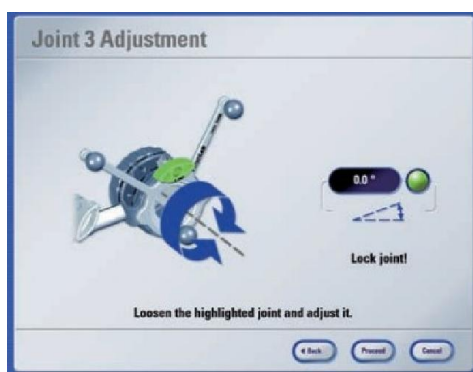 Joint 3 Adjustment
0.0 °
Lock joint!
Loosen the highlighted joint and adjust it.
Back
Proceed
Cancel